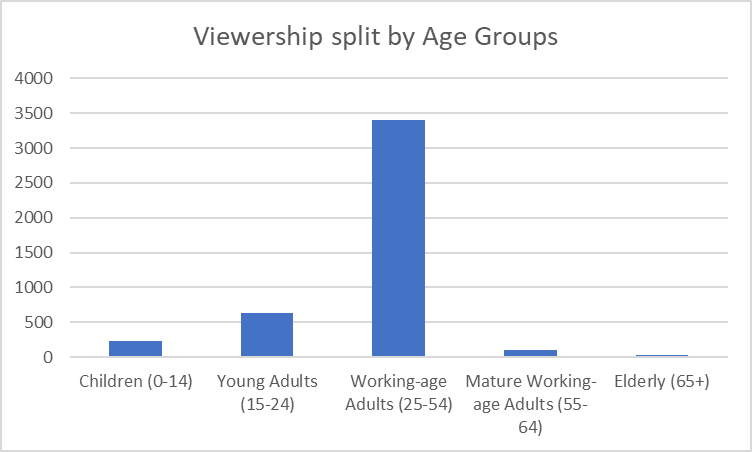 Viewership split by Age Groups
4000
3500
3000
2500
2000
1500
1000
500
0
Children (0-14)
Young Adults
(15-24)
Working-age
Adults (25-54)
Mature Working-
age Adults (55-
64)
Elderly (65+)